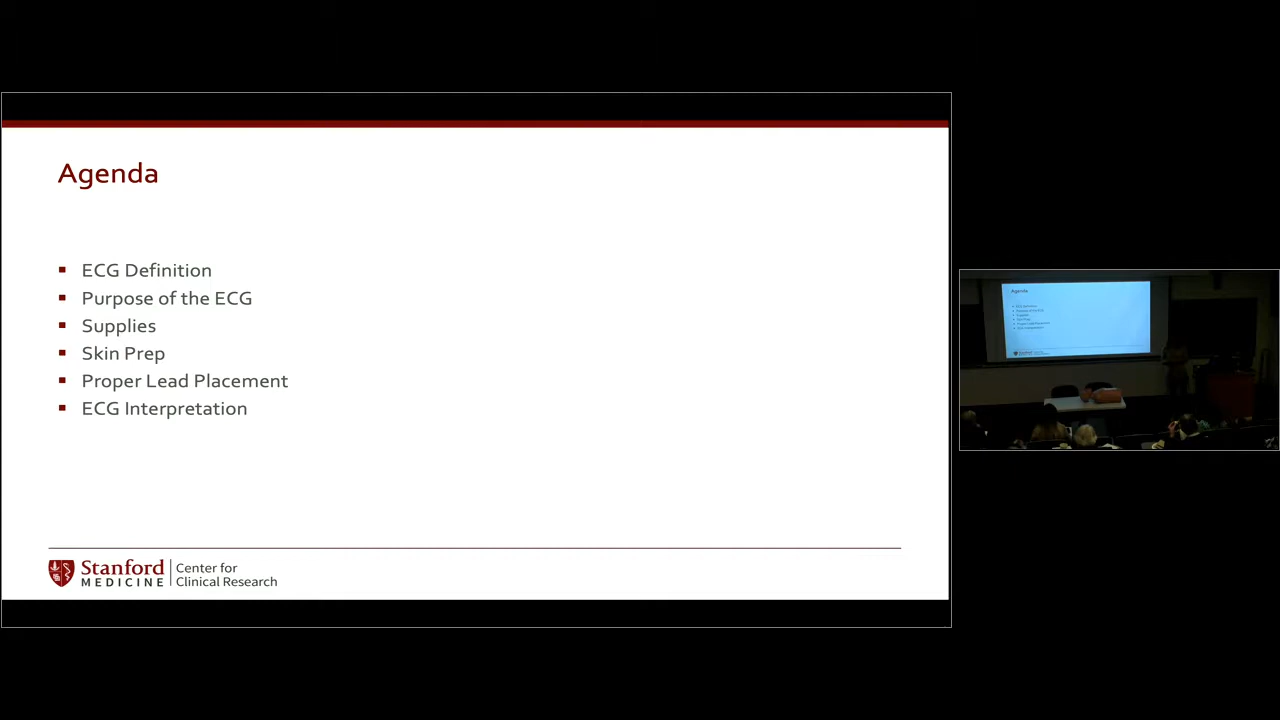 Agenda
ECG Definition
Purpose of the ECG
Supplies
Skin Prep
Proper Lead Placement
ECG Interpretation
Stanford
MEDICINE
Center for
Clinical Research
Agenda